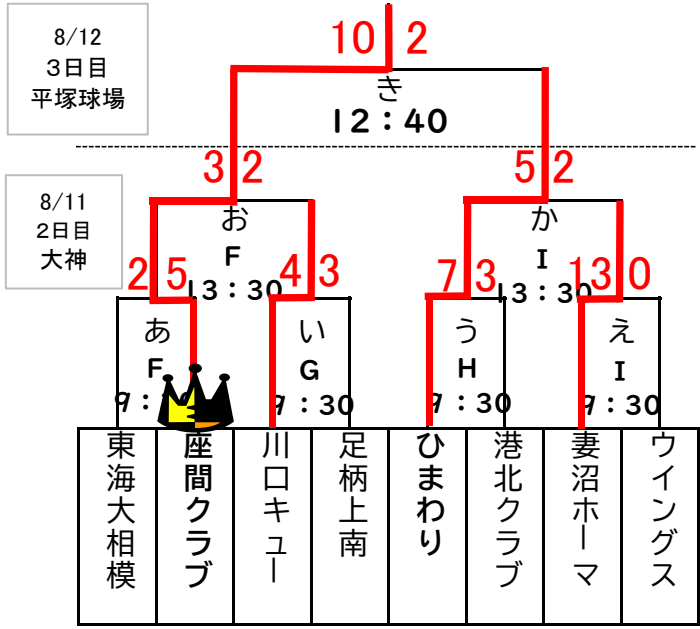 8/12
3日目
平塚球場
10 2
き
12：40
8/11
2日目
大神
3 2
お
F
13：30
5 2
か
I
13：30
2 5
あ
F
4 3
い
G
9：30
7 3
う
H
9：30
13 0
え
I
9：30
東海大相模
座間クラブ
川口キュー
足柄上南
ひまわり
港北クラブ
妻沼ホーマ
ウイングス